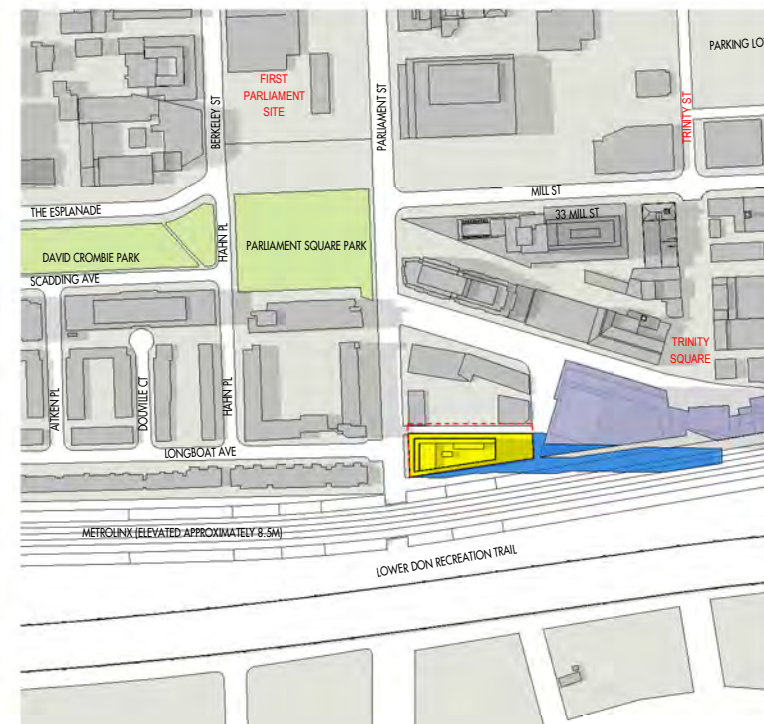 PARKING LO
FIRST
PARLIAMENT
SITE
BERKELEY ST
PARLIAMENT ST
TRINITY ST
MILL ST
THE ESPLANADE
33 MILL ST
HAHN PL
PARLIAMENT SQUARE PARK
DAVID CROMBIE PARK
SCADDING AVE
TRINITY
SQUARE
AITKEN PL
DOUVILLE CT
HAHN PL
LONGBOAT AVE
METROLINX (ELEVATED APPROXIMATELY 8.5M)
LOWER DON RECREATION TRAIL